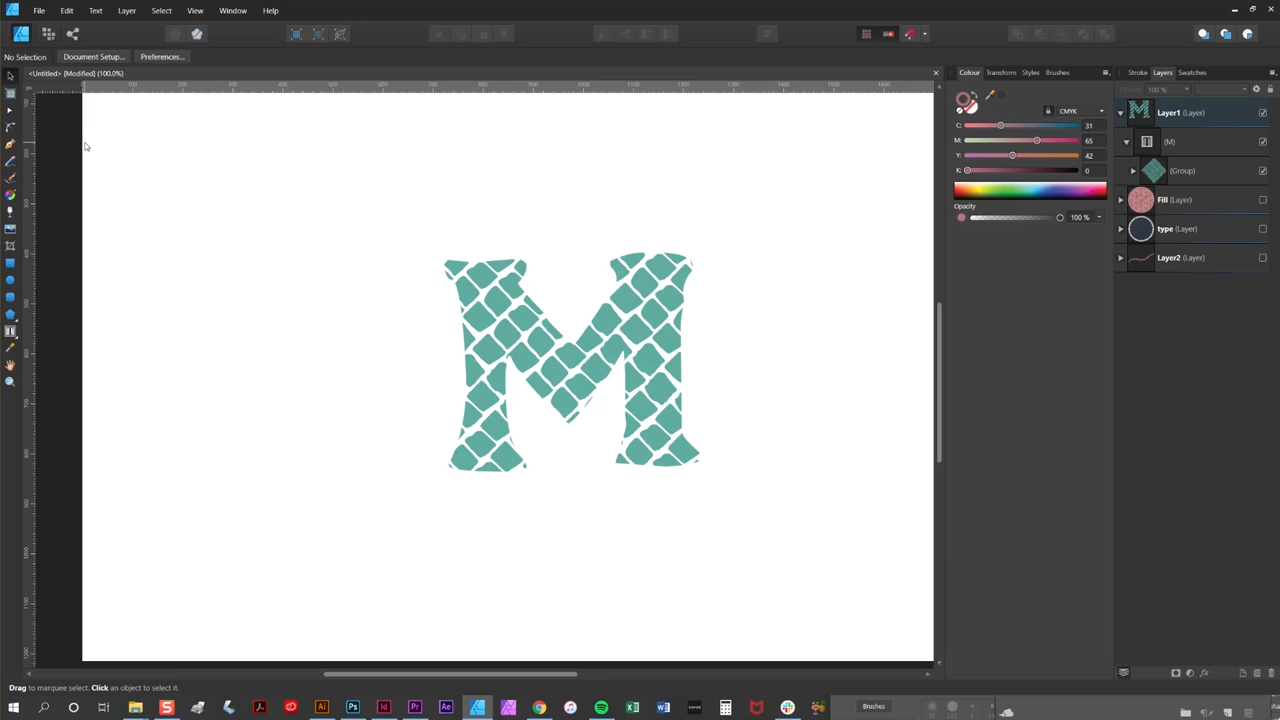 File Edit Text Layer Select View Window Help
No Selection Document Setup... Preferences...
<Untitled> [Modified] (100.0%)
Colour Transform Styles Brushes
Stroke Layers Swatches
100 %
CMYK
C: 31
M: 65
Y: 42
K: 0
Opacity
100 %
Layer1 (Layer)
(M)
(Group)
Fill (Layer)
type (Layer)
Layer2 (Layer)
M
Drag to marquee select. Click an object to select it.
Brushes